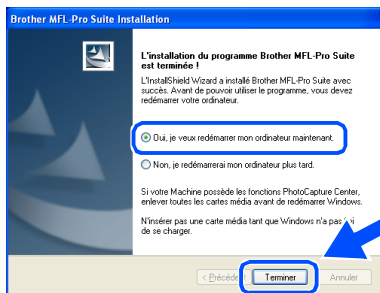 Brother MFL-Pro Suite Installation
L'installation du programme Brother MFL-Pro Suite
est terminée !
L'InstallShield Wizard a installé Brother MFL-Pro Suite avec
succès. Avant de pouvoir utiliser le programme, vous devez
redémarrer votre ordinateur.
Oui, je veux redémarrer mon ordinateur maintenant.
Non, je redémarrerai mon ordinateur plus tard.
Si votre Machine possède les fonctions PhotoCapture Center,
enlever toutes les cartes média avant de redémarrer Windows.
N'insérer pas une carte média tant que Windows n'a pas
de se charger.
Terminer
Annuler